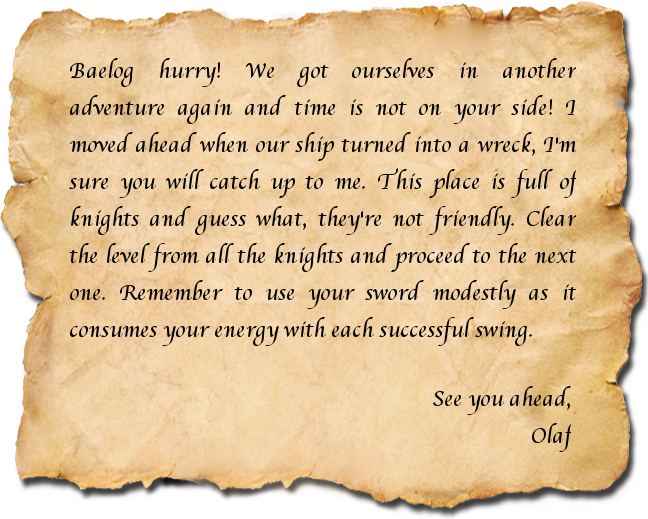 Baelog hurry! We got ourselves in another
adventure again and time is not on your side! I
moved ahead when our ship turned into a wreck, I'm
sure you will catch up to me. This place is full of
knights and guess what, they're not friendly. Clear
the level from all the knights and proceed to the next
one. Remember to use your sword modestly as it
consumes your energy with each successful swing.
See you ahead,
Olaf